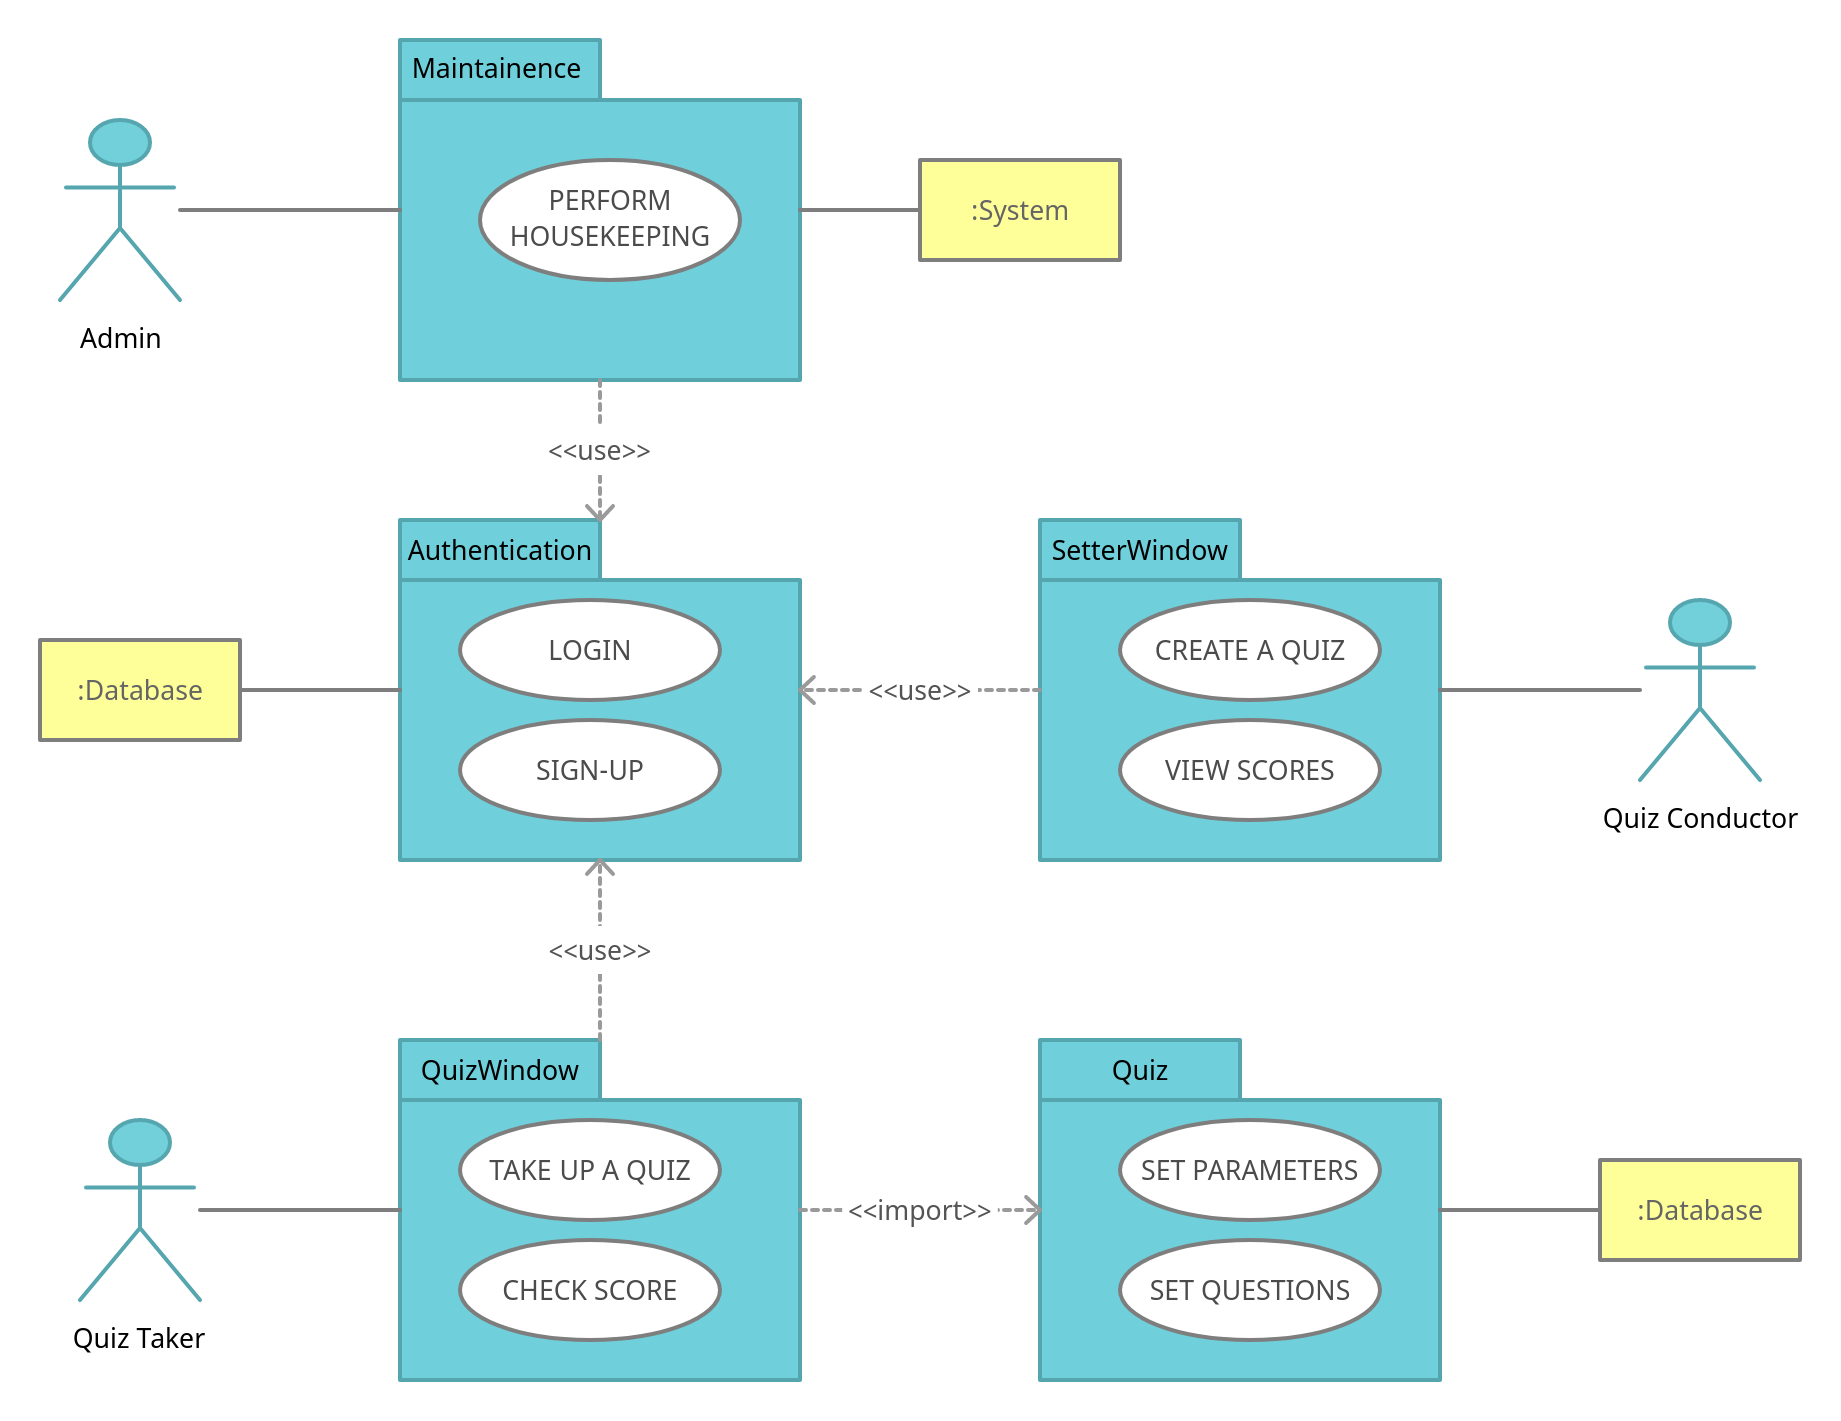 Maintainence
PERFORM
HOUSEKEEPING
:System
Admin
<<use>>
Authentication
SetterWindow
LOGIN
CREATE A QUIZ
:Database
<<use>>
SIGN-UP
VIEW SCORES
Quiz Conductor
<<use>>
QuizWindow
Quiz
TAKE UP A QUIZ
SET PARAMETERS
<<import>>
:Database
CHECK SCORE
SET QUESTIONS
Quiz Taker